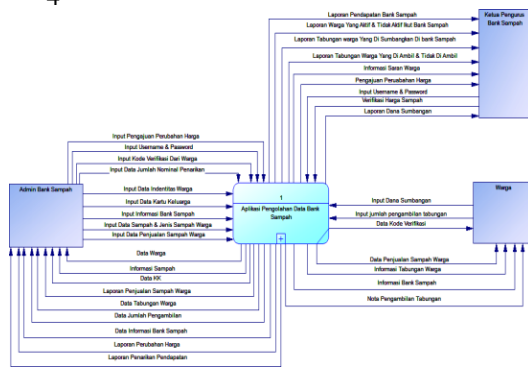 4
Laporan Pendapatan Bank Sampah
Laporan Warga Yang Aktif & Tidak Aktif Ikut Bank Sampah
Laporan Tabungan warga Yang Di Sumbangkan Di bank Sampah
Laporan Tabungan Warga Yang Di Ambil & Tidak Di Ambil
Informasi Saran Warga
Pengajuan Peruabahan Harga
Input Username & Password
Verifikasi Harga Sampah
Laporan Dana Sumbangan
Ketua Pengurus
Bank Sampah
Input Pengajuan Perubahan Harga
Input Username & Password
Input Kode Verifikasi Dari Warga
Input Data Jumlah Nominal Penarikan
Admin Bank Sampah
Input Data Indentitas Warga
Input Data Kartu Keluarga
Input Informasi Bank Sampah
Input Data Sampah & Jenis Sampah Warga
Input Data Penjualan Sampah Warga
1
Aplikasi Pengolahan Data Bank
Sampah
Warga
Input Dana Sumbangan
Input jumlah pengambilan tabungan
Data Kode Verifikasi
Data Penjualan Sampah Warga
Informasi Tabungan Warga
Informasi Bank Sampah
Nota Pengambilan Tabungan
Data Warga
Informasi Sampah
Data KK
Laporan Penjualan Sampah Warga
Data Tabungan Warga
Data Jumlah Pengambilan
Data Informasi Bank Sampah
Laporan Perubahan Harga
Laporan Penarikan Pendapatan